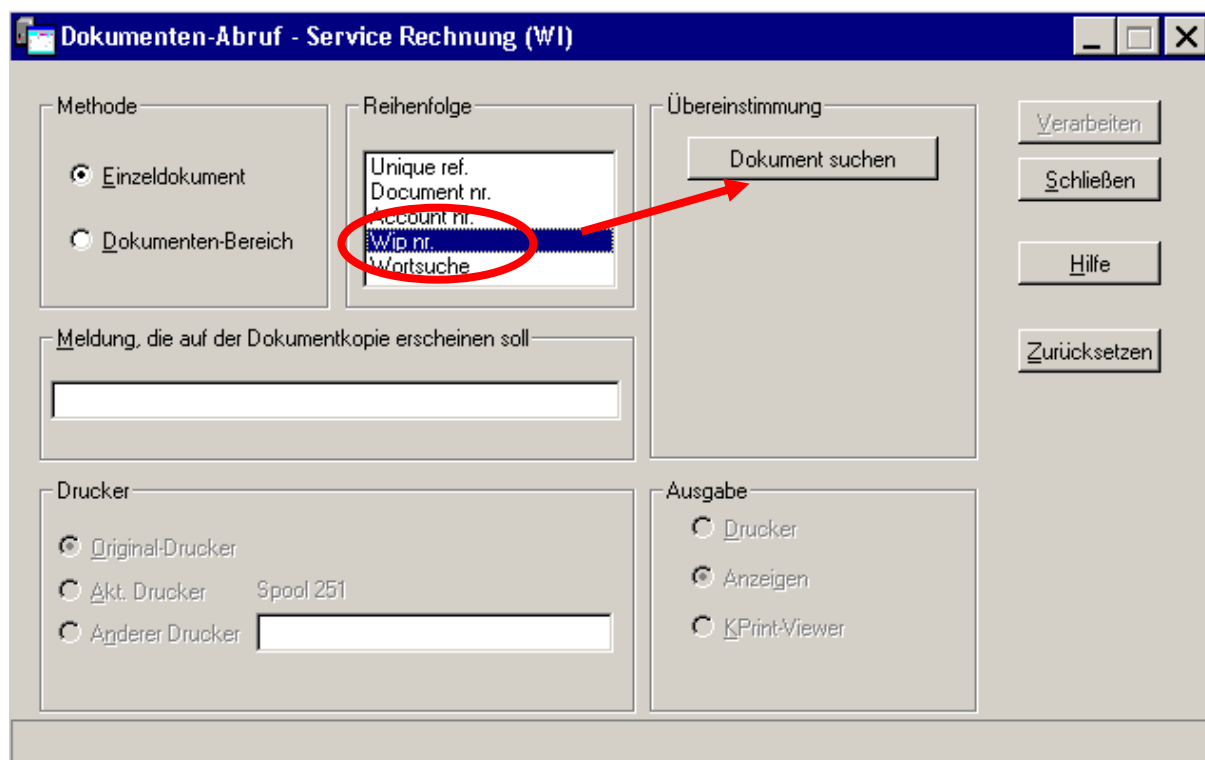 Dokumenten-Abruf - Service Rechnung (WI)
Methode
Einzeldokument
Dokumenten-Bereich
Reihenfolge
Unique ref.
Document nr.
Account nr.
Wip nr.
Wortsuche
Übereinstimmung
Dokument suchen
Verarbeiten
Schließen
Hilfe
Zurücksetzen
Meldung, die auf der Dokumentkopie erscheinen soll
Drucker
Original-Drucker
Akt. Drucker Spool 251
Anderer Drucker
Ausgabe
Drucker
Anzeigen
KPrint-Viewer